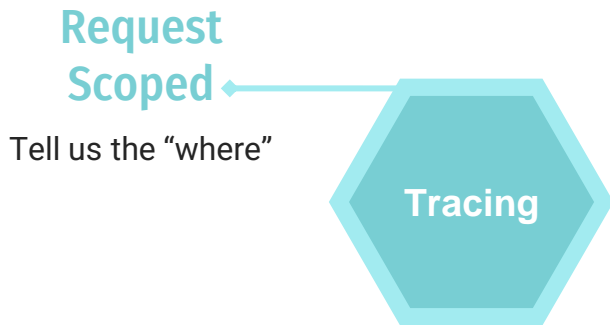 Request
Scoped
Tell us the “where”
Tracing